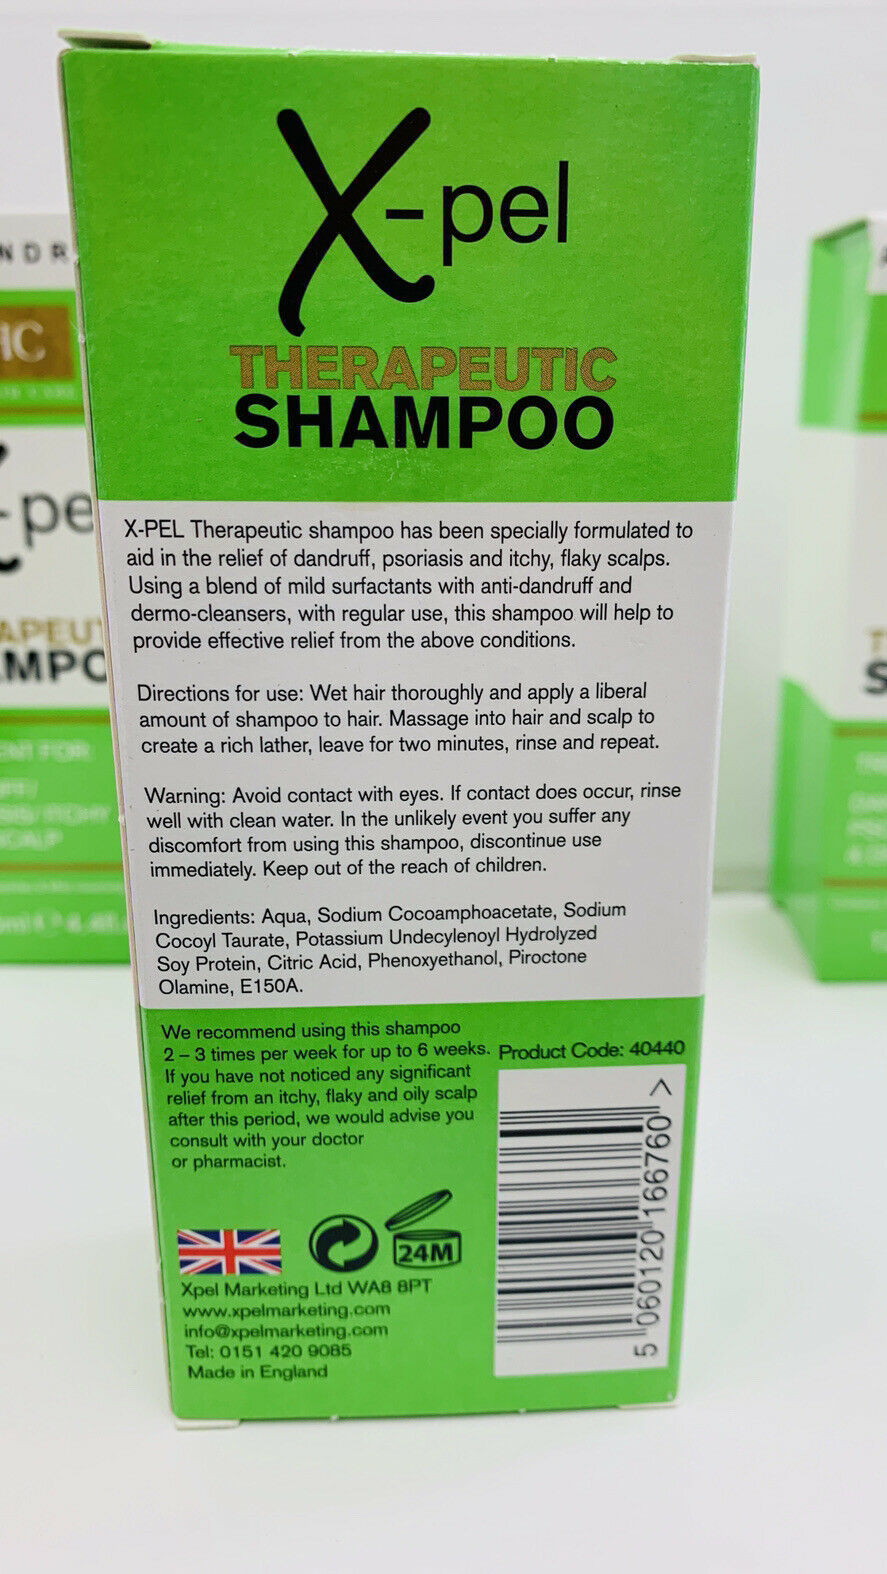 X-pel
THERAPEUTIC
SHAMPOO
X-PEL Therapeutic shampoo has been specially formulated to
aid in the relief of dandruff, psoriasis and itchy, flaky scalps.
Using a blend of mild surfactants with anti-dandruff and
dermo-cleansers, with regular use, this shampoo will help to
provide effective relief from the above conditions.
Directions for use: Wet hair thoroughly and apply a liberal
amount of shampoo to hair. Massage into hair and scalp to
create a rich lather, leave for two minutes, rinse and repeat.
Warning: Avoid contact with eyes. If contact does occur, rinse
well with clean water. In the unlikely event you suffer any
discomfort from using this shampoo, discontinue use
immediately. Keep out of the reach of children.
Ingredients: Aqua, Sodium Cocoamphoacetate, Sodium
Cocoyl Taurate, Potassium Undecylenoyl Hydrolyzed
Soy Protein, Citric Acid, Phenoxyethanol, Piroctone
Olamine, E150A.
We recommend using this shampoo
2 – 3 times per week for up to 6 weeks.
If you have not noticed any significant
relief from an itchy, flaky and oily scalp
after this period, we would advise you
consult with your doctor
or pharmacist.
Product Code: 40440
5 060120 166760 >
24M
Xpel Marketing Ltd WA8 8PT
www.xpelmarketing.com
info@xpelmarketing.com
Tel: 0151 420 9085
Made in England
NDR
IC
-pe
APEUT
MPO
T
S